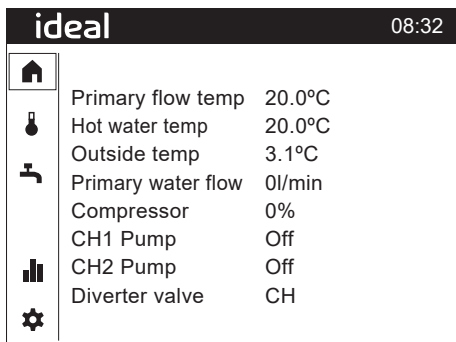 ideal 08:32
Primary flow temp 20.0ºC
Hot water temp 20.0ºC
Outside temp 3.1ºC
Primary water flow 0l/min
Compressor 0%
CH1 Pump Off
CH2 Pump Off
Diverter valve CH